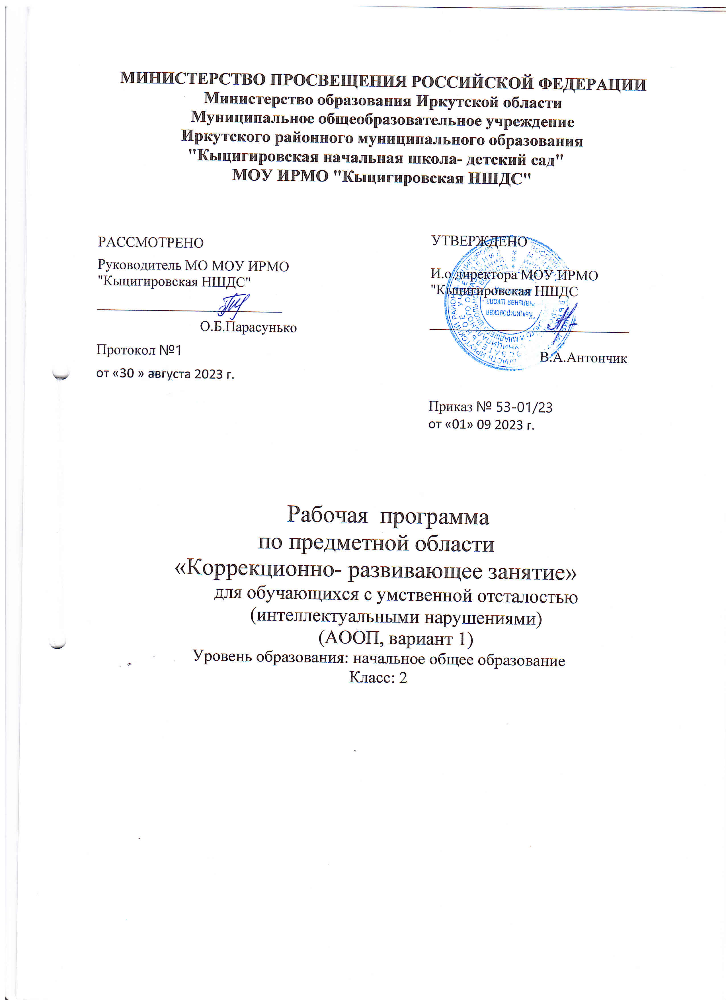 МИНИСТЕРСТВО ПРОСВЕЩЕНИЯ РОССИЙСКОЙ ФЕДЕРАЦИИ
Министерство образования Иркутской области
Муниципальное общеобразовательное учреждение
Иркутского районного муниципального образования
"Кыцигировская начальная школа- детский сад"
МОУ ИРМО "Кыцигировская НШДС"
РАССМОТРЕНО
Руководитель МО МОУ ИРМО
"Кыцигировская НШДС"
О.Б.Парасунько
Протокол №1
от «30 » августа 2023 г.
УТВЕРЖДЕНО
И.о.директора МОУ ИРМО
"Кыцигировская НШДС
В.А.Антончик
Приказ № 53-01/23
от «01» 09 2023 г.
"Кыцигировская
начальная школа -
Рабочая  программа
по предметной области
«Коррекционно- развивающее занятие»
для обучающихся с умственной отсталостью
(интеллектуальными нарушениями)
(АООП, вариант 1)
Уровень образования: начальное общее образование
Класс: 2